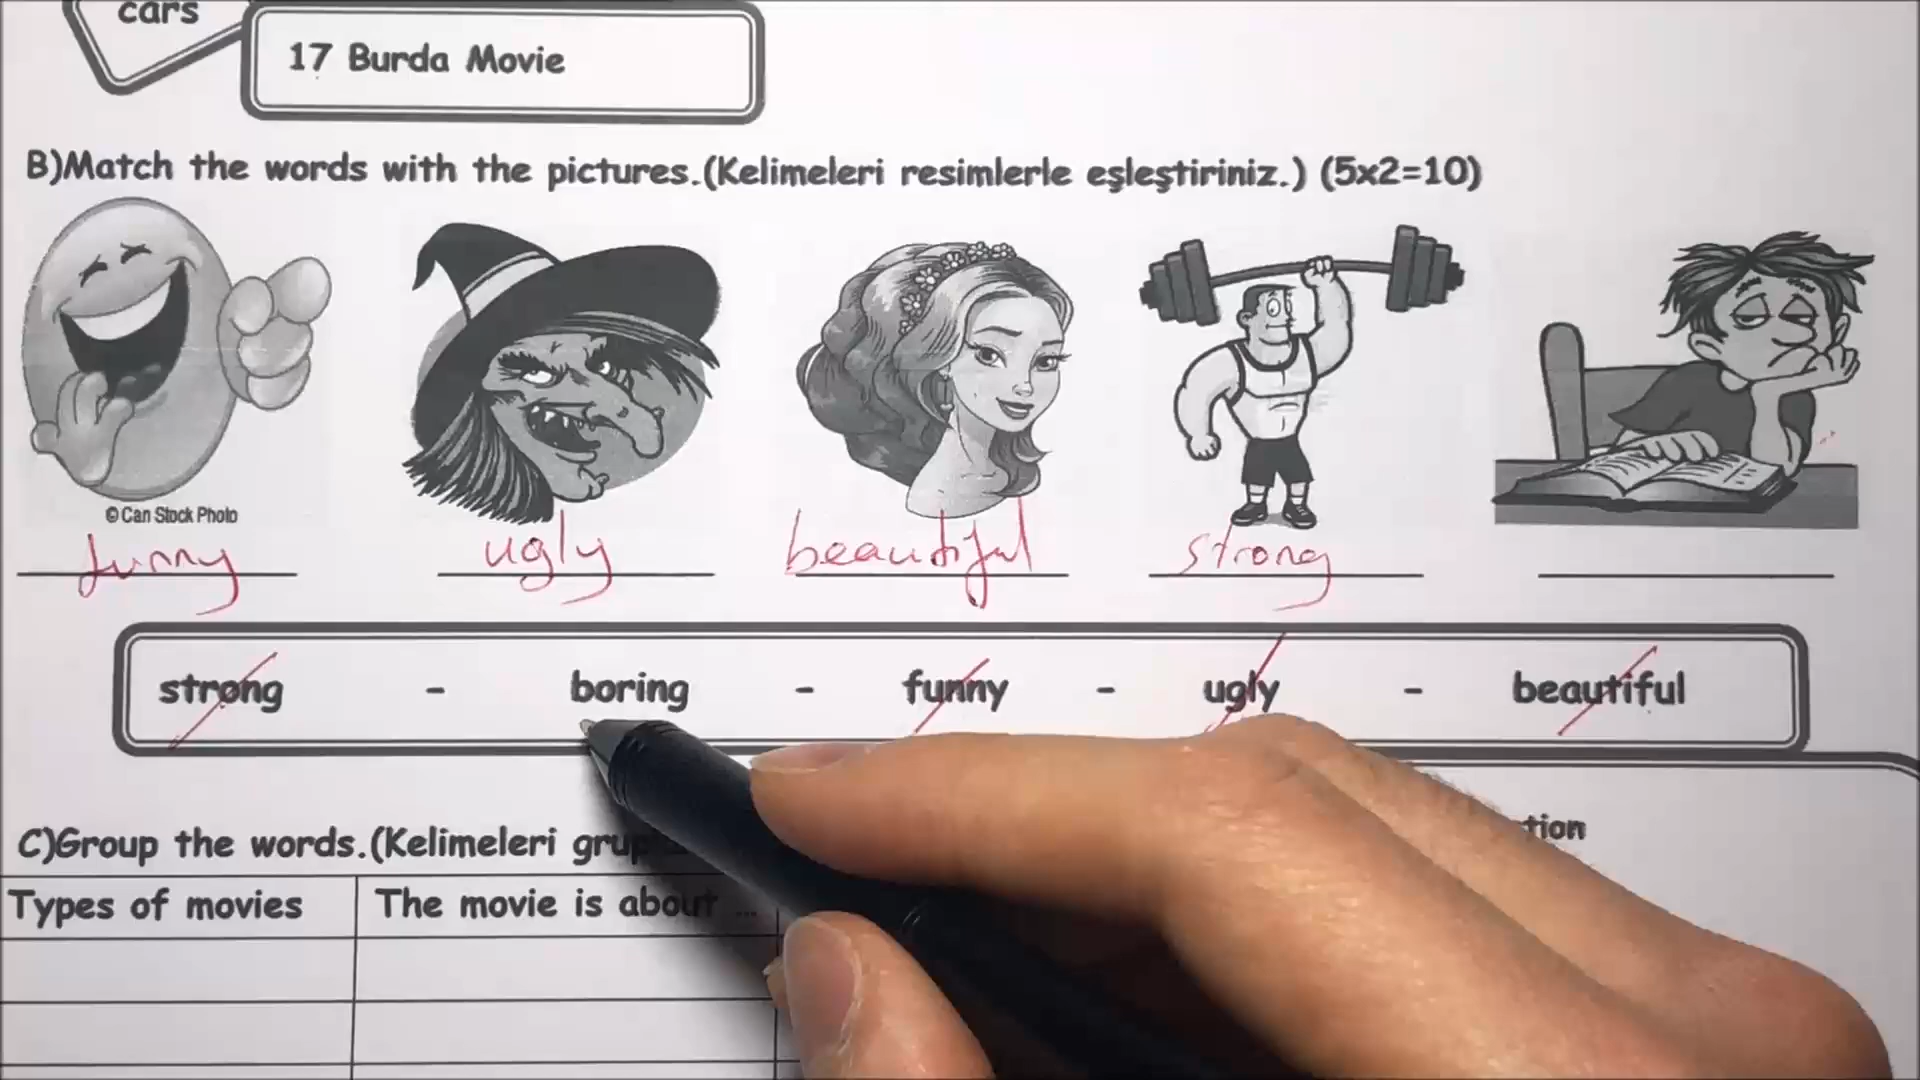 cars
17 Burda Movie
B)Match the words with the pictures.(Kelimeleri resimlerle eşleştiriniz.) (5x2=10)
© Can Stock Photo
funny ugly beautiful strong
strong - boring - funny - ugly - beautiful
C)Group the words.(Kelimeleri
Types of movies The movie is about ...